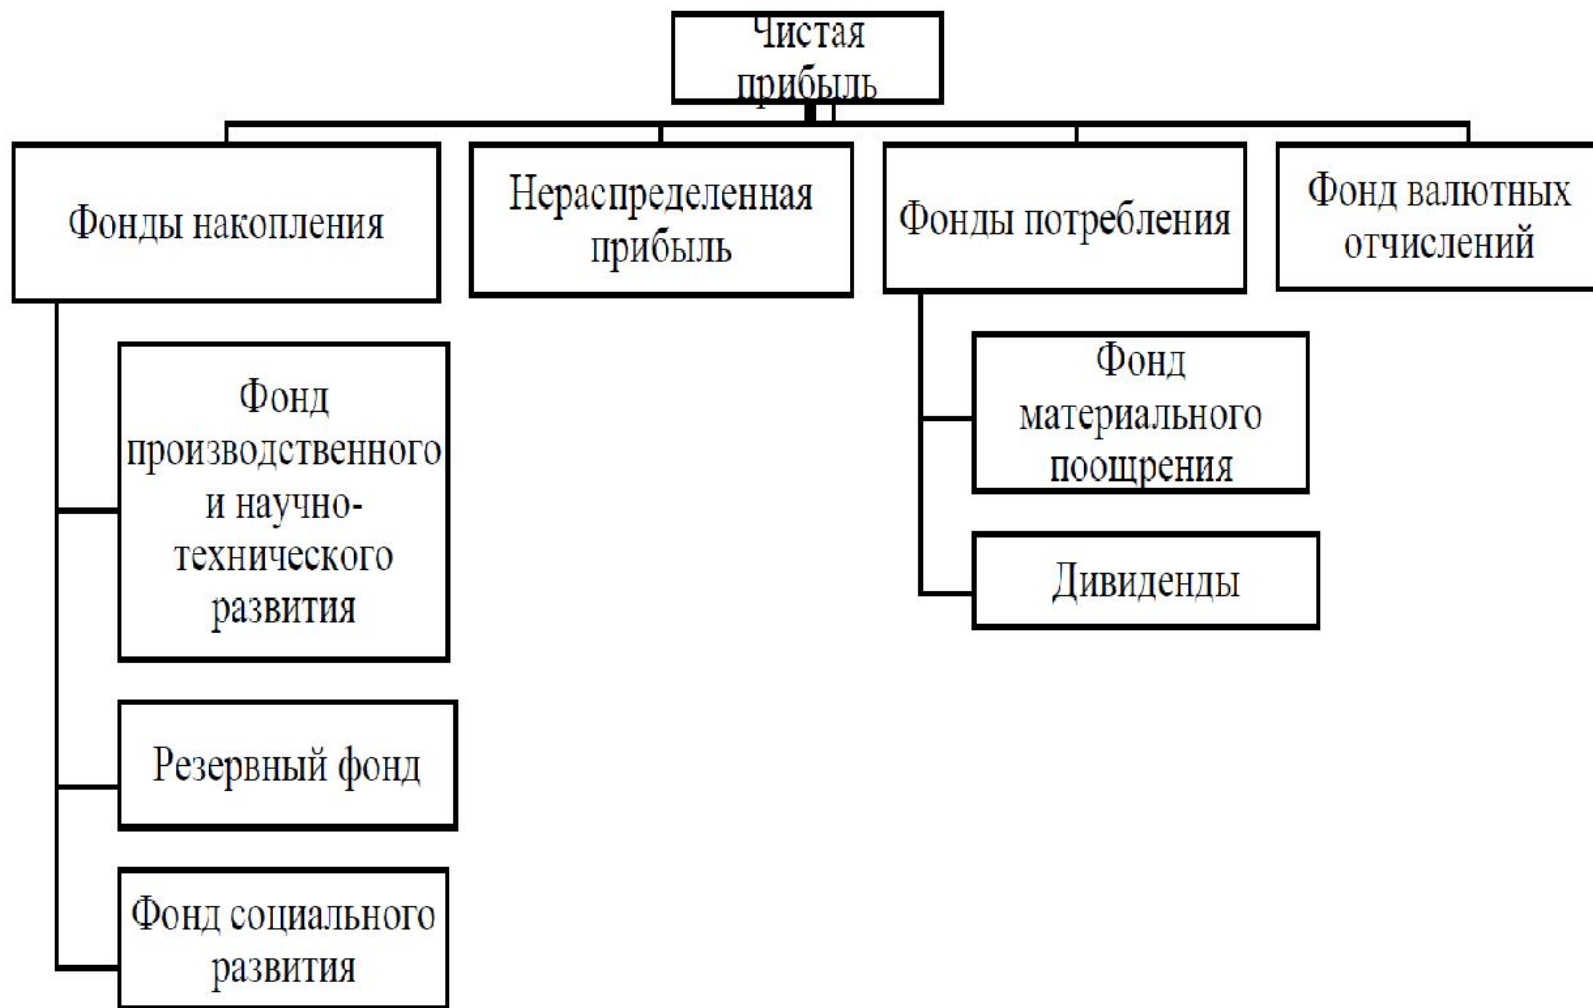 Чистая
прибыль
Фонды накопления
Нераспределенная
прибыль
Фонды потребления
Фонд валютных
отчислений
Фонд
производственного
и научно-
технического
развития
Резервный фонд
Фонд социального
развития
Фонд
материального
поощрения
Дивиденды